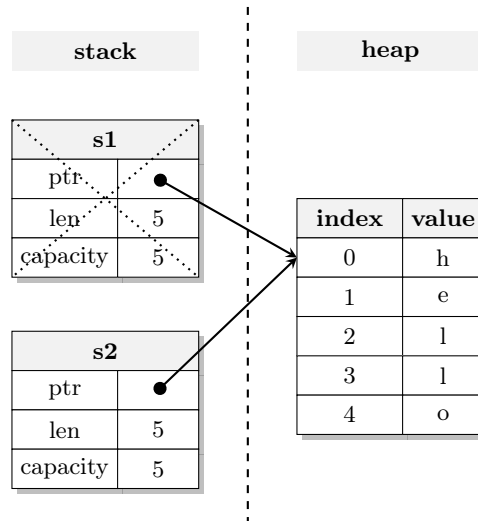 stack
heap
s1
ptr
len 5
capacity 5
s2
ptr
len 5
capacity 5
index value
0 h
1 e
2 l
3 l
4 o